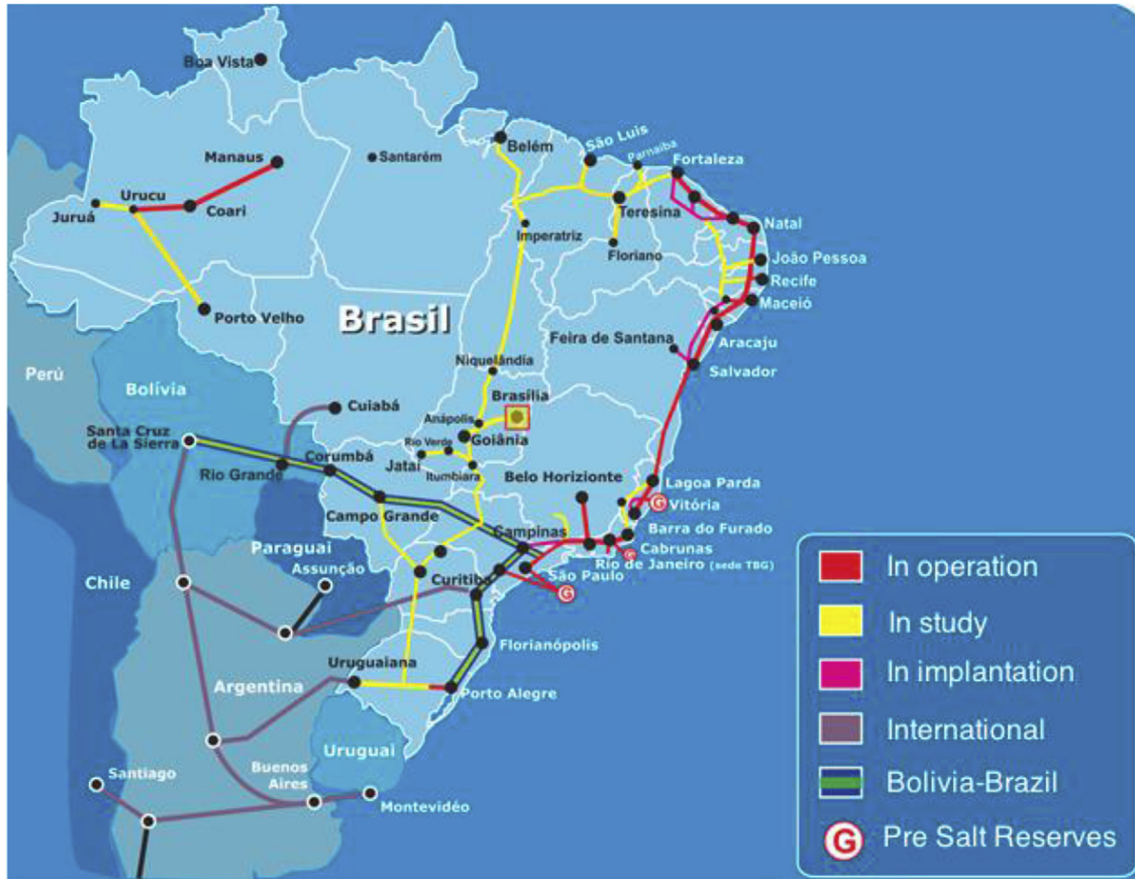 Boa Vista
Manaus
Santarém
Belém
São Luis
Parnaiba
Fortaleza
Urucu
Juruá
Coari
Teresina
Natal
Imperatriz
Floriano
João Pessoa
Recife
Maceió
Porto Velho
Brasil
Feira de Santana
Aracaju
Salvador
Niquelândia
Perú
Bolívia
Brasília
Cuiabá
Anápolis
Goiânia
Santa Cruz
de La Sierra
Rio Verde
Jataí
Itumbiara
Rio Grande
Corumbá
Belo Horizionte
Lagoa Parda
G
Vitória
Campo Grande
Campinas
Barra do Furado
Cabrunas
G
Rio de Janeiro (sede TBG)
São Paulo
G
Paraguai
Assunção
Chile
Curitiba
Florianópolis
Uruguaiana
Porto Alegre
Argentina
Uruguai
Santiago
Buenos
Aires
Montevidéo
In operation
In study
In implantation
International
Bolivia-Brazil
G Pre Salt Reserves